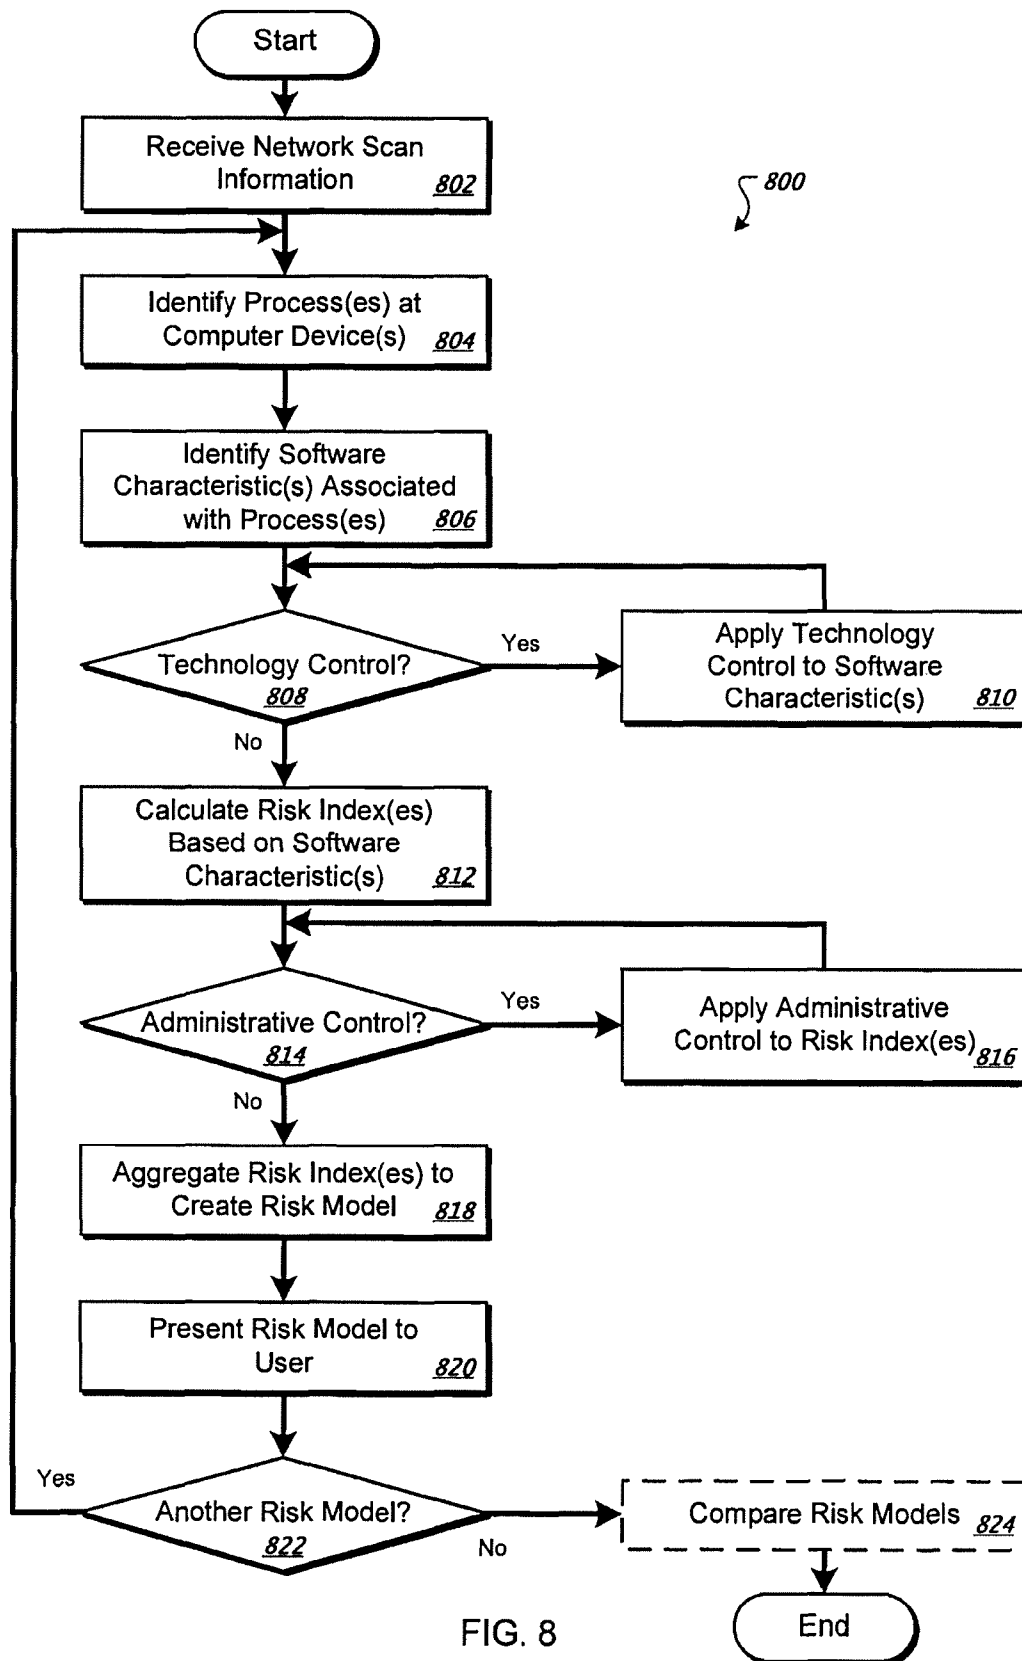 Start
Receive Network Scan
Information 802
800
Identify Process(es) at
Computer Device(s) 804
Identify Software
Characteristic(s) Associated
with Process(es) 806
Technology Control?
808
Yes
Apply Technology
Control to Software
Characteristic(s) 810
No
Calculate Risk Index(es)
Based on Software
Characteristic(s) 812
Administrative Control?
814
Yes
Apply Administrative
Control to Risk Index(es) 816
No
Aggregate Risk Index(es) to
Create Risk Model 818
Present Risk Model to
User 820
Yes
Another Risk Model?
822
No
Compare Risk Models 824
End
FIG. 8